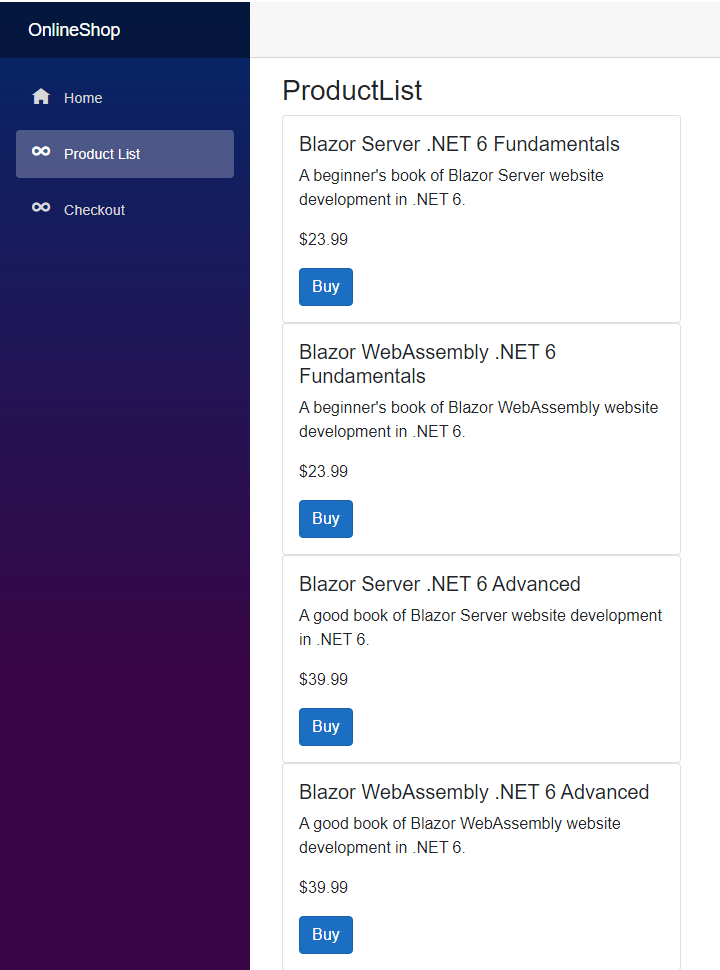 OnlineShop
Home
Product List
Checkout
ProductList
Blazor Server .NET 6 Fundamentals
A beginner's book of Blazor Server website
development in .NET 6.
$23.99
Buy
Blazor WebAssembly .NET 6
Fundamentals
A beginner's book of Blazor WebAssembly website
development in .NET 6.
$23.99
Buy
Blazor Server .NET 6 Advanced
A good book of Blazor Server website development
in .NET 6.
$39.99
Buy
Blazor WebAssembly .NET 6 Advanced
A good book of Blazor WebAssembly website
development in .NET 6.
$39.99
Buy